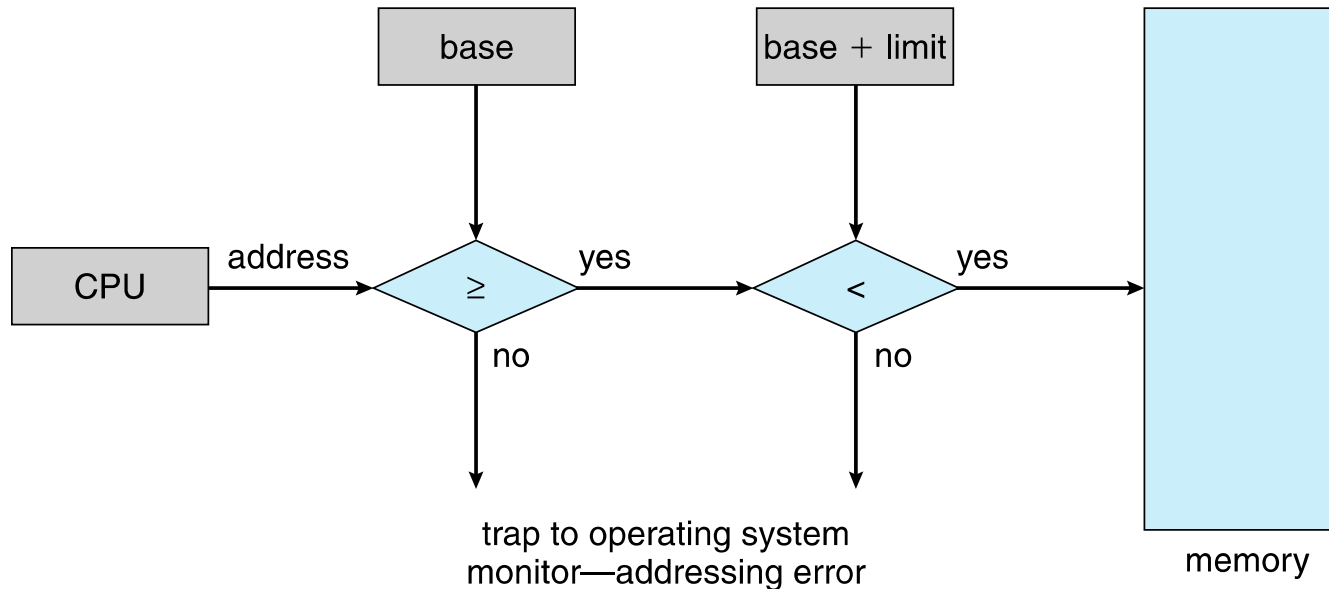 base
base + limit
CPU
address
≥
yes
<
yes
no
no
trap to operating system
monitor—addressing error
memory